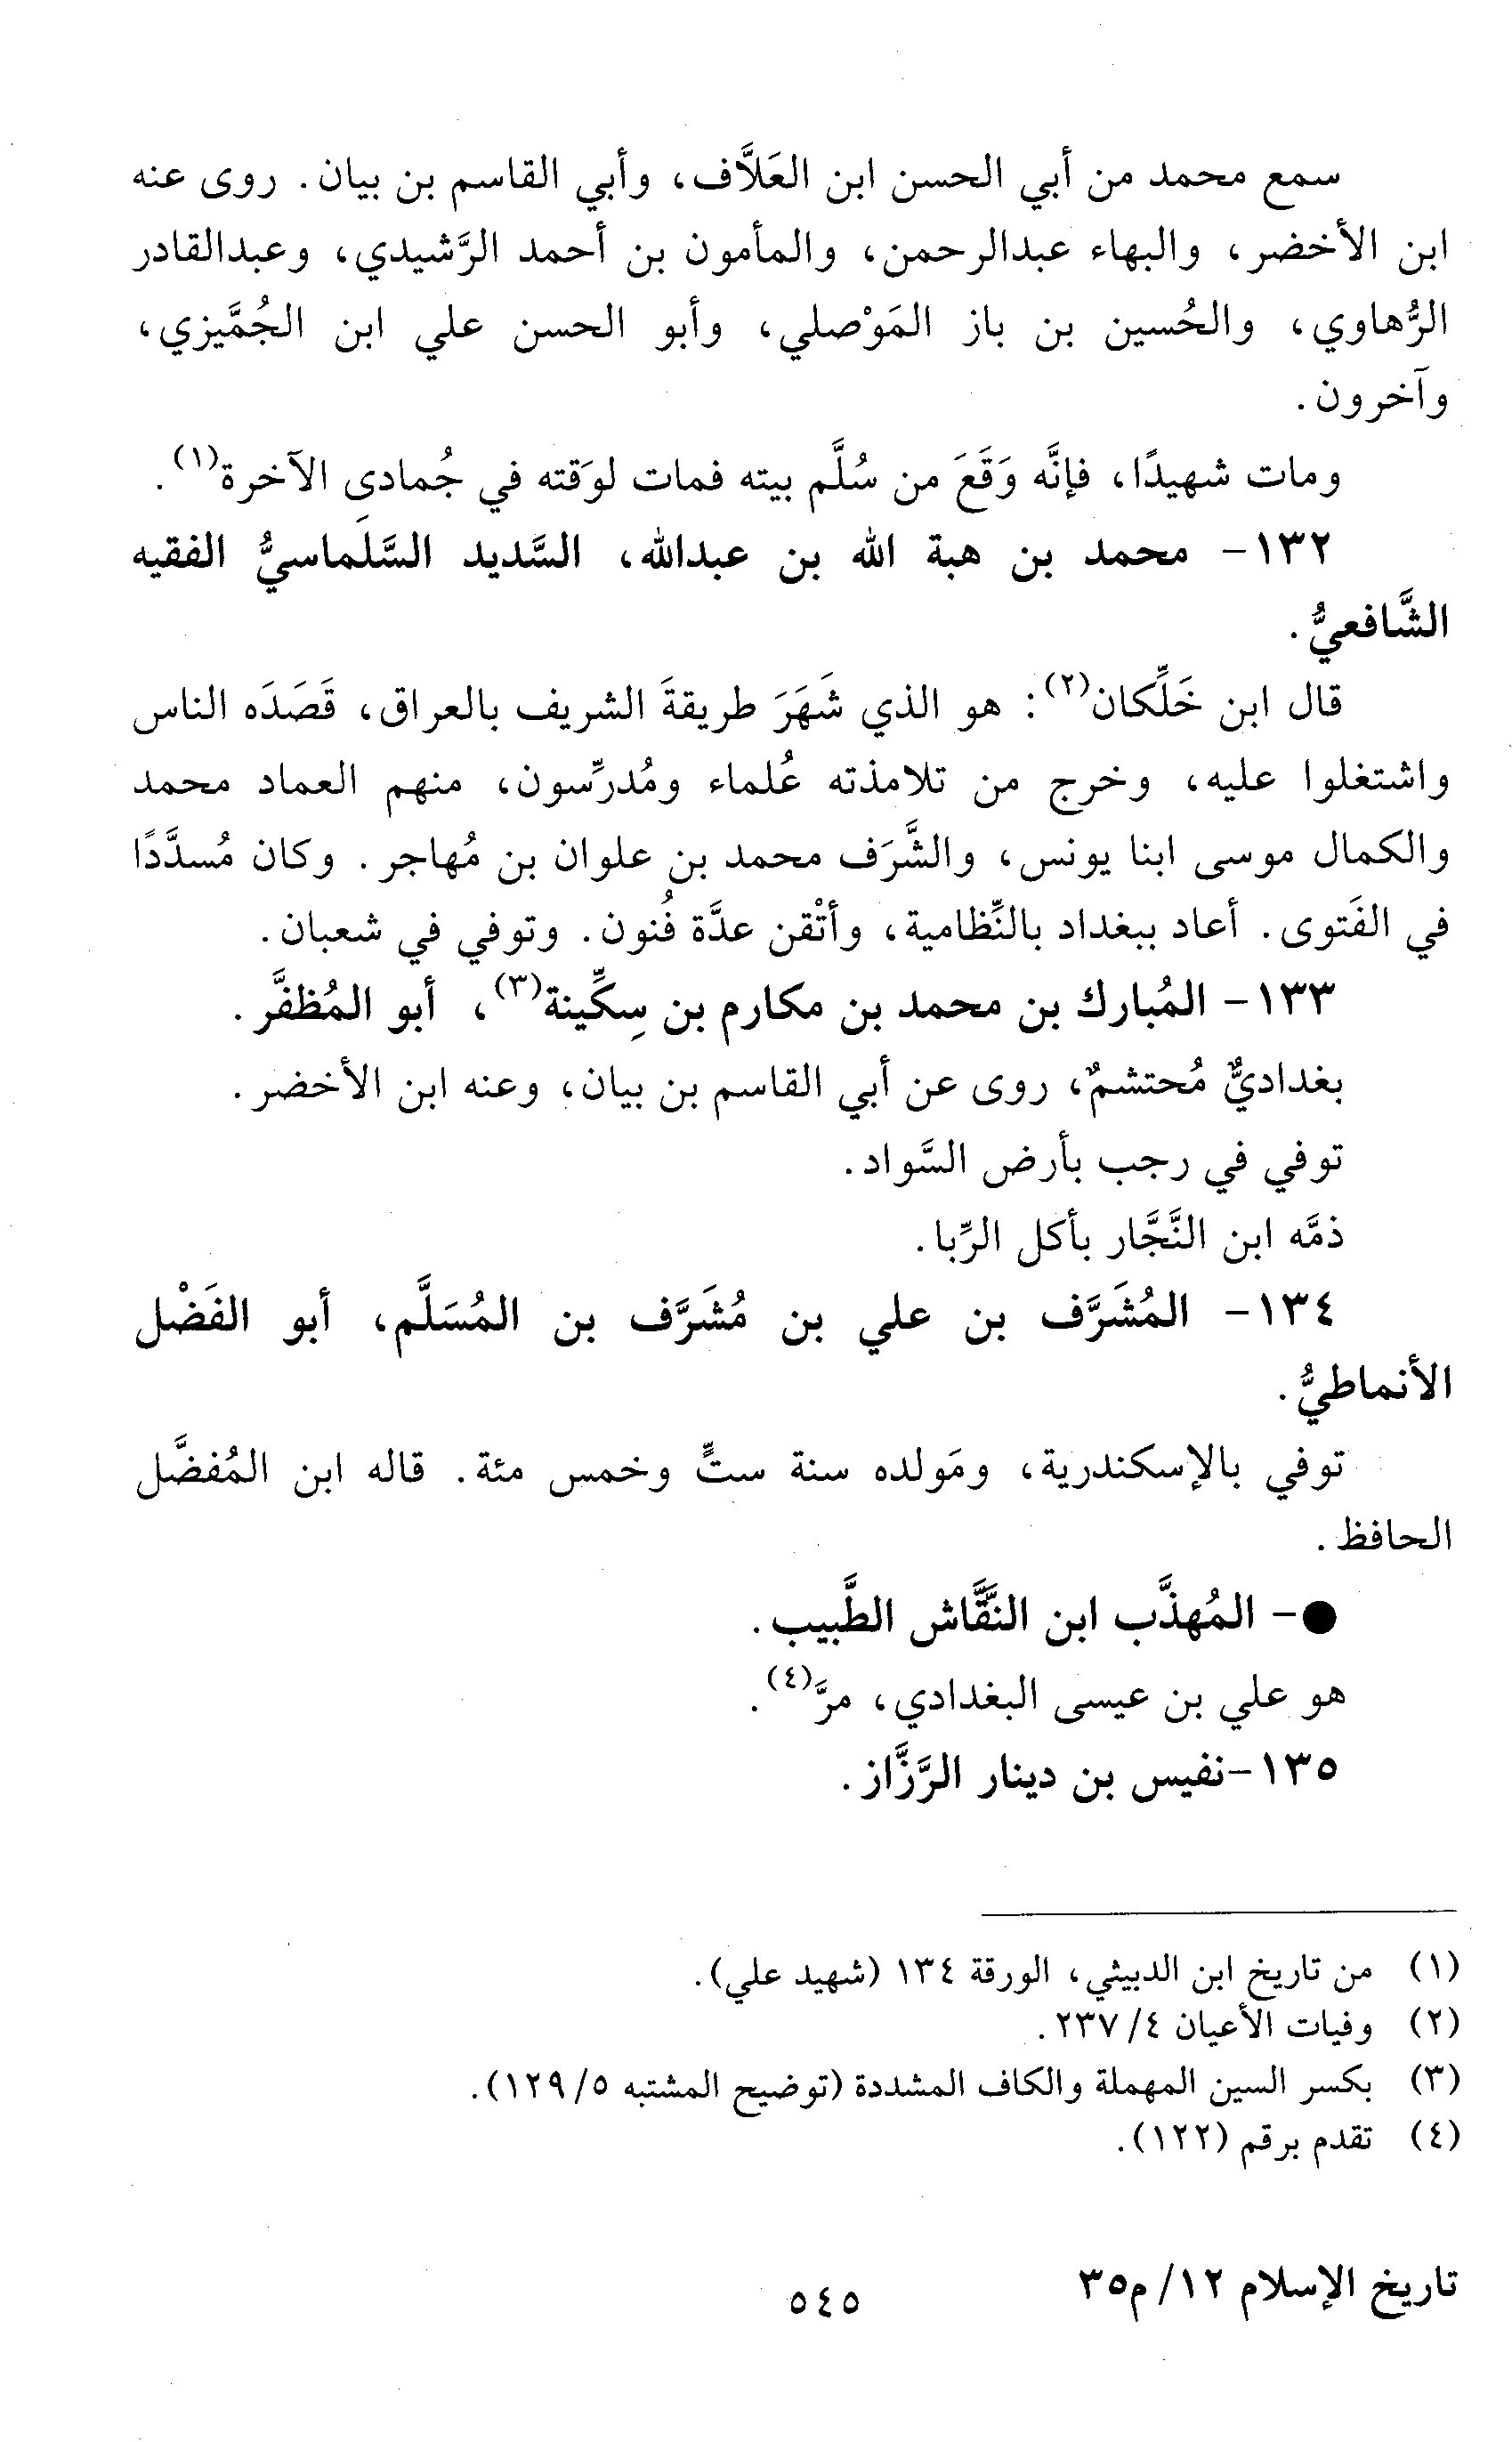 سمع محمد من أبي الحسن ابن العَلَّاف، وأبي القاسم بن بيان. روى عنه
ابن الأخضر، والبهاء عبدالرحمن، والمأمون بن أحمد الرَّشيدي، وعبدالقادر
الرُّهاوي، والحُسين بن باز المَوْصلي، وأبو الحسن علي ابن الجُمَّيزي،
وآخرون.
ومات شهيدًا، فإنَّه وَقَعَ من سُلَّم بيته فمات لوَقته في جُمادى الآخرة(١).
١٣٢- محمد بن هبة الله بن عبدالله، السَّديد السَّلَماسيُّ الفقيه
الشَّافعيُّ.
قال ابن خَلِّكان(٢): هو الذي شَهَرَ طريقةَ الشريف بالعراق، قَصَدَه الناس
واشتغلوا عليه، وخرج من تلامذته عُلماء ومُدرِّسون، منهم العماد محمد
والكمال موسى ابنا يونس، والشَّرَف محمد بن علوان بن مُهاجر. وكان مُسدَّدًا
في الفَتوى. أعاد ببغداد بالنِّظامية، وأتْقن عدَّة فُنون. وتوفي في شعبان.
١٣٣- المُبارك بن محمد بن مكارم بن سِكِّينة(٣)، أبو المُظفَّر.
بغداديٌّ مُحتشمٌ، روى عن أبي القاسم بن بيان، وعنه ابن الأخضر.
توفي في رجب بأرض السَّواد.
ذمَّه ابن النَّجَّار بأكل الرِّبا.
١٣٤- المُشَرَّف بن علي بن مُشَرَّف بن المُسَلَّم، أبو الفَضْل
الأنماطيُّ.
توفي بالإسكندرية، ومَولده سنة ستٍّ وخمس مئة. قاله ابن المُفضَّل
الحافظ.
●- المُهذَّب ابن النَّقَّاش الطَّبيب.
هو علي بن عيسى البغدادي، مرَّ(٤).
١٣٥-نفيس بن دينار الرَّزَّاز.
(١) من تاريخ ابن الدبيثي، الورقة ١٣٤ (شهيد علي).
(٢) وفيات الأعيان ٤/ ٢٣٧.
(٣) بكسر السين المهملة والكاف المشددة (توضيح المشتبه ٥/ ١٢٩).
(٤) تقدم برقم (١٢٢).
تاريخ الإسلام ١٢/ م٣٥
٥٤٥